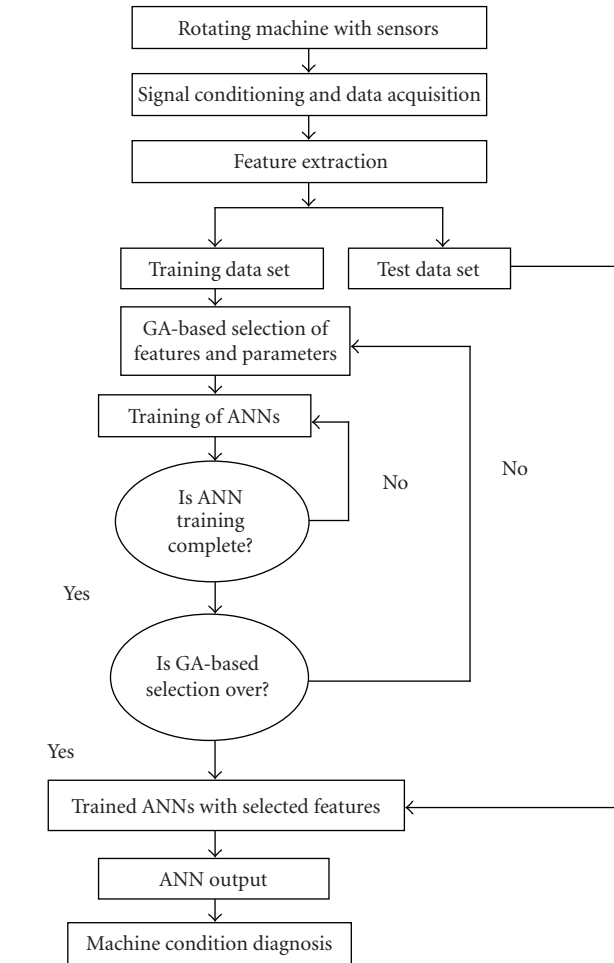 Rotating machine with sensors
Signal conditioning and data acquisition
Feature extraction
Training data set
Test data set
GA-based selection of
features and parameters
Training of ANNs
Is ANN
training
complete?
No
No
Yes
Is GA-based
selection over?
Yes
Trained ANNs with selected features
ANN output
Machine condition diagnosis